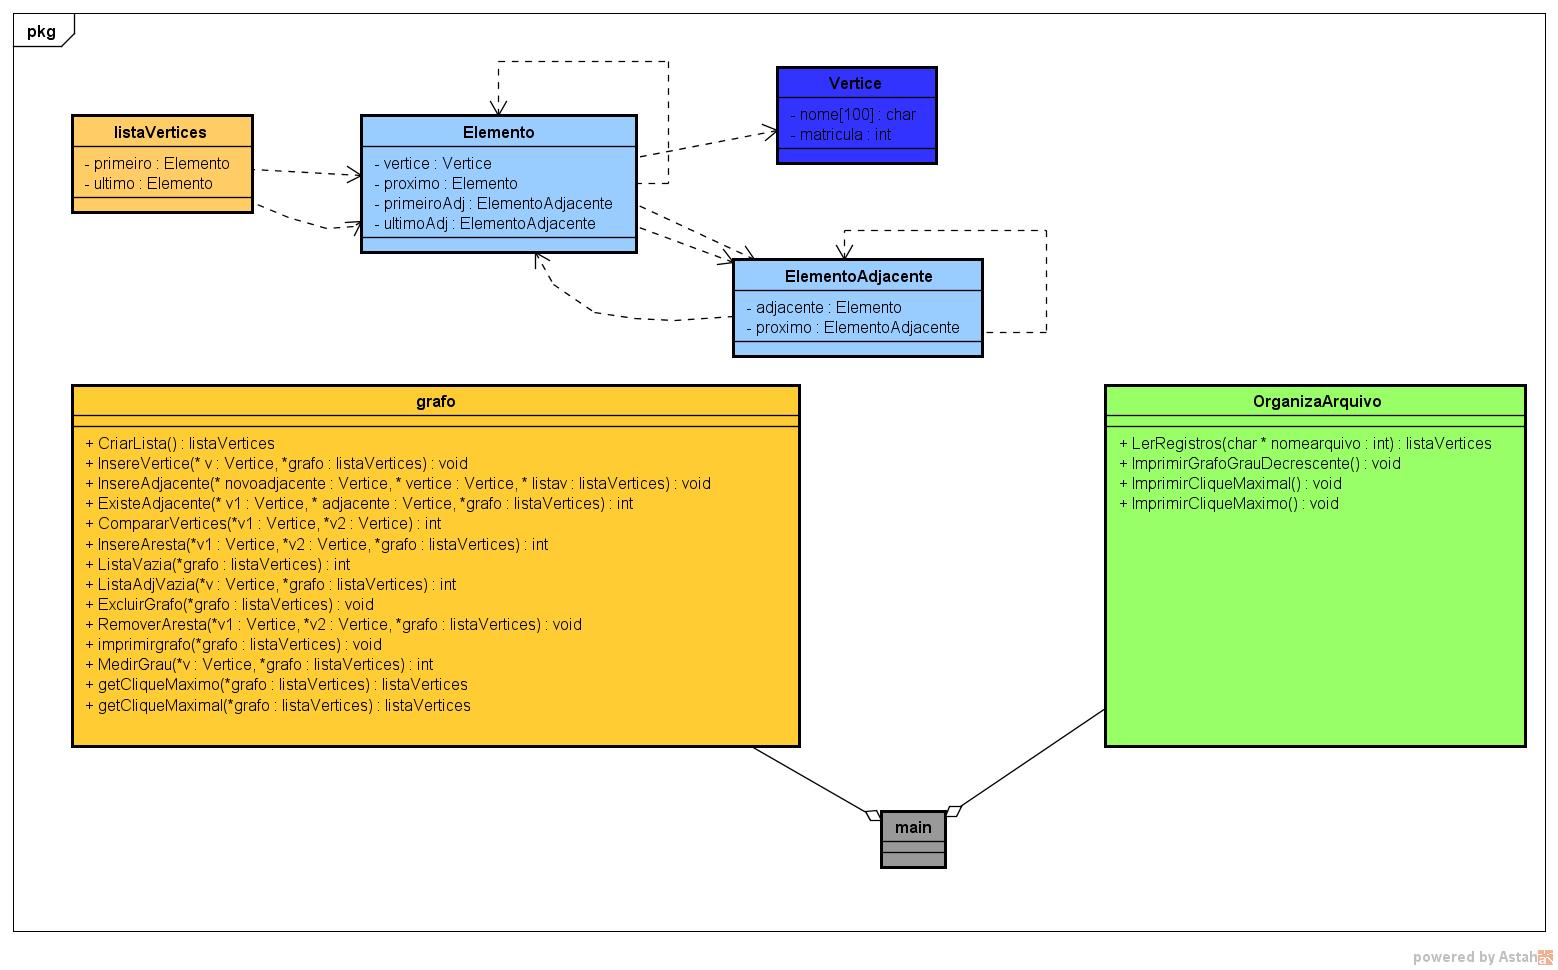 pkg
listaVertices
- primeiro : Elemento
- ultimo : Elemento
Elemento
- vertice : Vertice
- proximo : Elemento
- primeiroAdj : ElementoAdjacente
- ultimoAdj : ElementoAdjacente
Vertice
- nome[100] : char
- matricula : int
ElementoAdjacente
- adjacente : Elemento
- proximo : ElementoAdjacente
grafo
+ CriarLista() : listaVertices
+ InsereVertice(* v : Vertice, *grafo : listaVertices) : void
+ InsereAdjacente(* novoadjacente : Vertice, * vertice : Vertice, * listav : listaVertices) : void
+ ExisteAdjacente(* v1 : Vertice, * adjacente : Vertice, *grafo : listaVertices) : int
+ CompararVertices(*v1 : Vertice, *v2 : Vertice) : int
+ InsereAresta(*v1 : Vertice, *v2 : Vertice, *grafo : listaVertices) : int
+ ListaVazia(*grafo : listaVertices) : int
+ ListaAdjVazia(*v : Vertice, *grafo : listaVertices) : int
+ ExcluirGrafo(*grafo : listaVertices) : void
+ RemoverAresta(*v1 : Vertice, *v2 : Vertice, *grafo : listaVertices) : void
+ imprimirgrafo(*grafo : listaVertices) : void
+ MedirGrau(*v : Vertice, *grafo : listaVertices) : int
+ getCliqueMaximo(*grafo : listaVertices) : listaVertices
+ getCliqueMaximal(*grafo : listaVertices) : listaVertices
OrganizaArquivo
+ LerRegistros(char * nomearquivo : int) : listaVertices
+ ImprimirGrafoGrauDecrescente() : void
+ ImprimirCliqueMaximal() : void
+ ImprimirCliqueMaximo() : void
main
powered by Astah